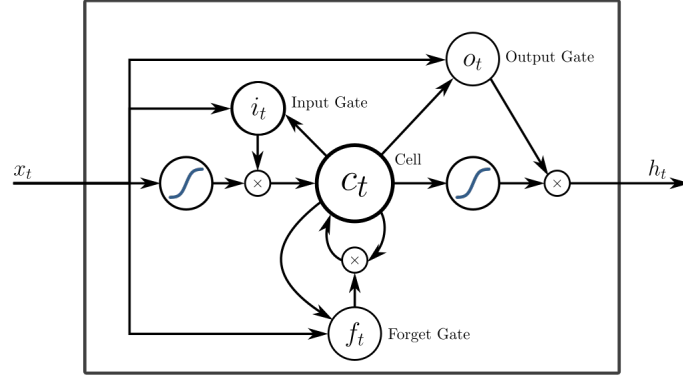 o_t Output Gate
i_t Input Gate
x_t
×
c_t Cell
×
h_t
×
f_t Forget Gate